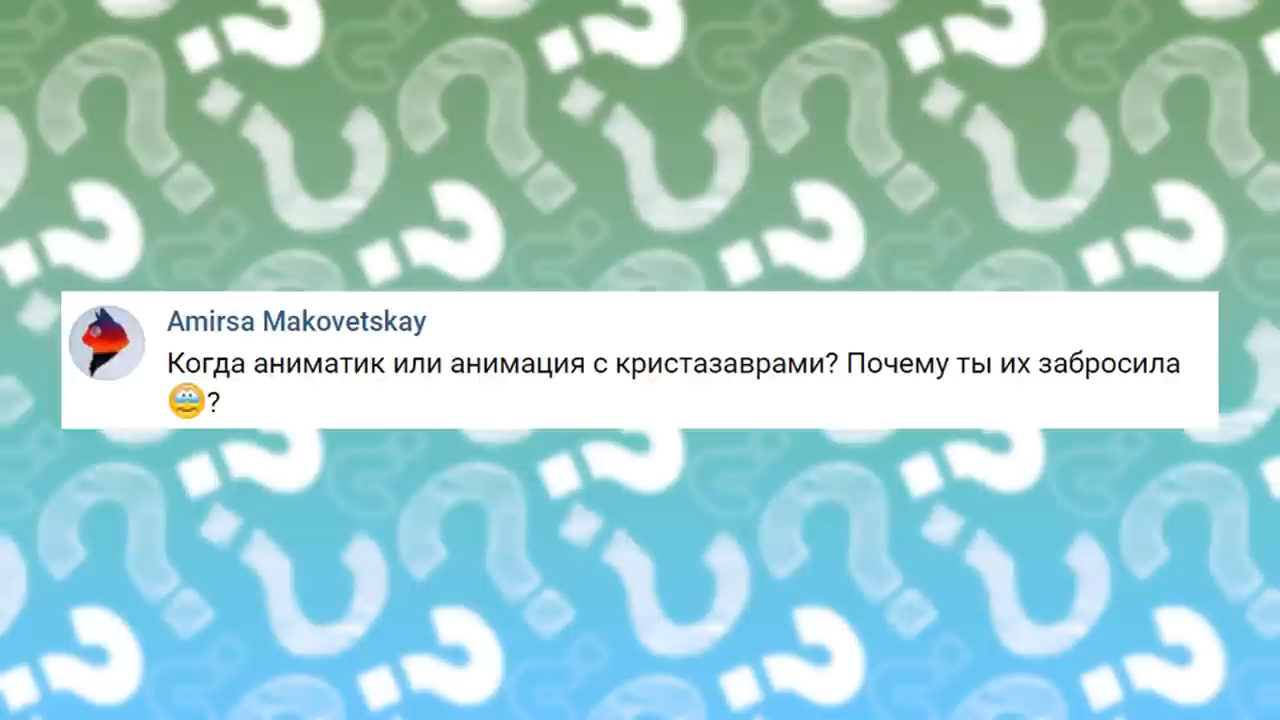 Amirsa Makovetskay
Когда аниматик или анимация с кристазаврами? Почему ты их забросила
😭?